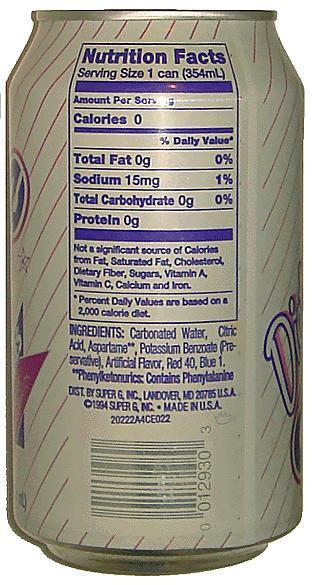 Nutrition Facts
Serving Size 1 can (354mL)
Amount Per Serving
Calories 0
% Daily Value*
Total Fat 0g 0%
Sodium 15mg 1%
Total Carbohydrate 0g 0%
Protein 0g
Not a significant source of Calories
from Fat, Saturated Fat, Cholesterol,
Dietary Fiber, Sugars, Vitamin A,
Vitamin C, Calcium and Iron.
* Percent Daily Values are based on a
2,000 calorie diet.
INGREDIENTS: Carbonated Water, Citric
Acid, Aspartame**, Potassium Benzoate (Pre-
servative), Artificial Flavor, Red 40, Blue 1.
**Phenylketonurics: Contains Phenylalanine
DIST. BY SUPER G, INC., LANDOVER, MD 20785 U.S.A.
©1994 SUPER G, INC. • MADE IN U.S.A.
20222A4CE022
0 012930 3